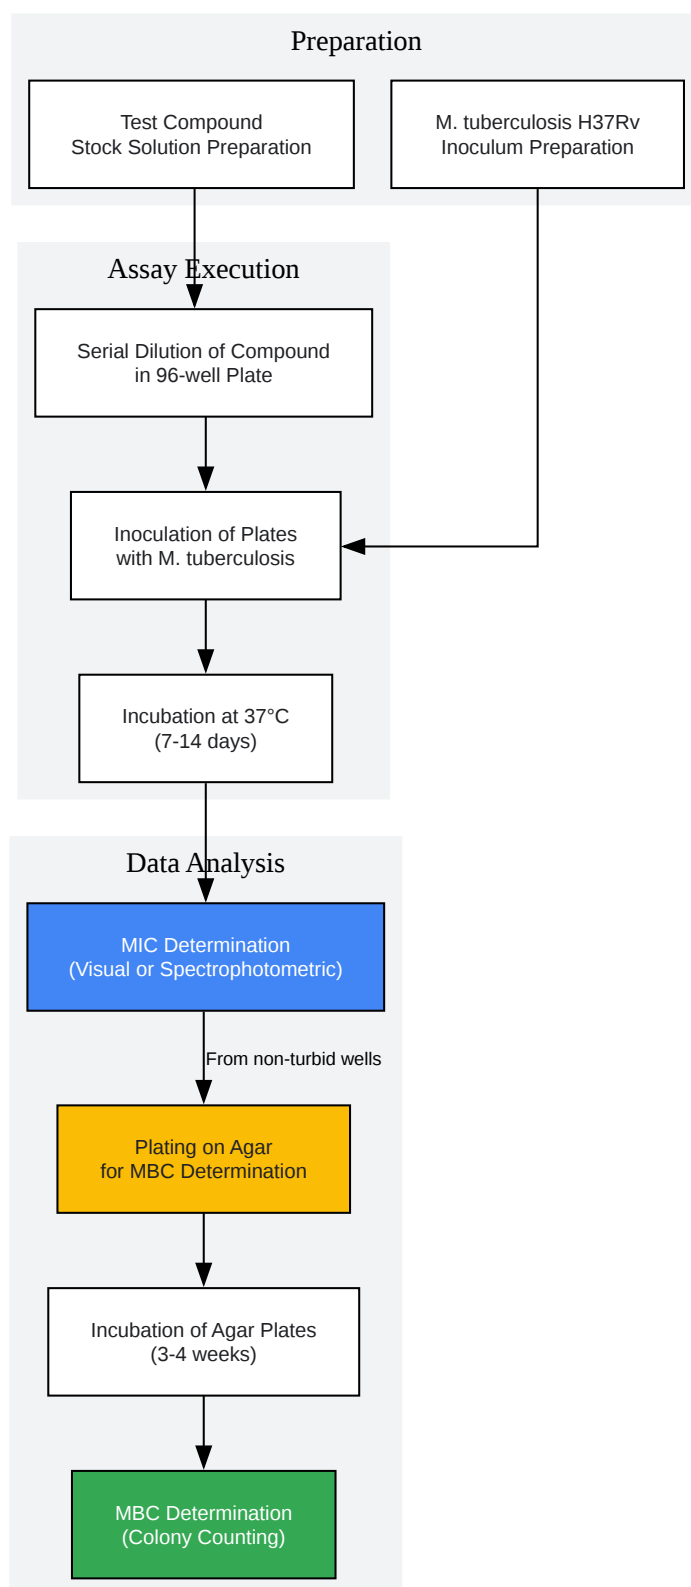 Preparation
Test Compound
Stock Solution Preparation
M. tuberculosis H37Rv
Inoculum Preparation
Assay Execution
Serial Dilution of Compound
in 96-well Plate
Inoculation of Plates
with M. tuberculosis
Incubation at 37°C
(7-14 days)
Data Analysis
MIC Determination
(Visual or Spectrophotometric)
From non-turbid wells
Plating on Agar
for MBC Determination
Incubation of Agar Plates
(3-4 weeks)
MBC Determination
(Colony Counting)